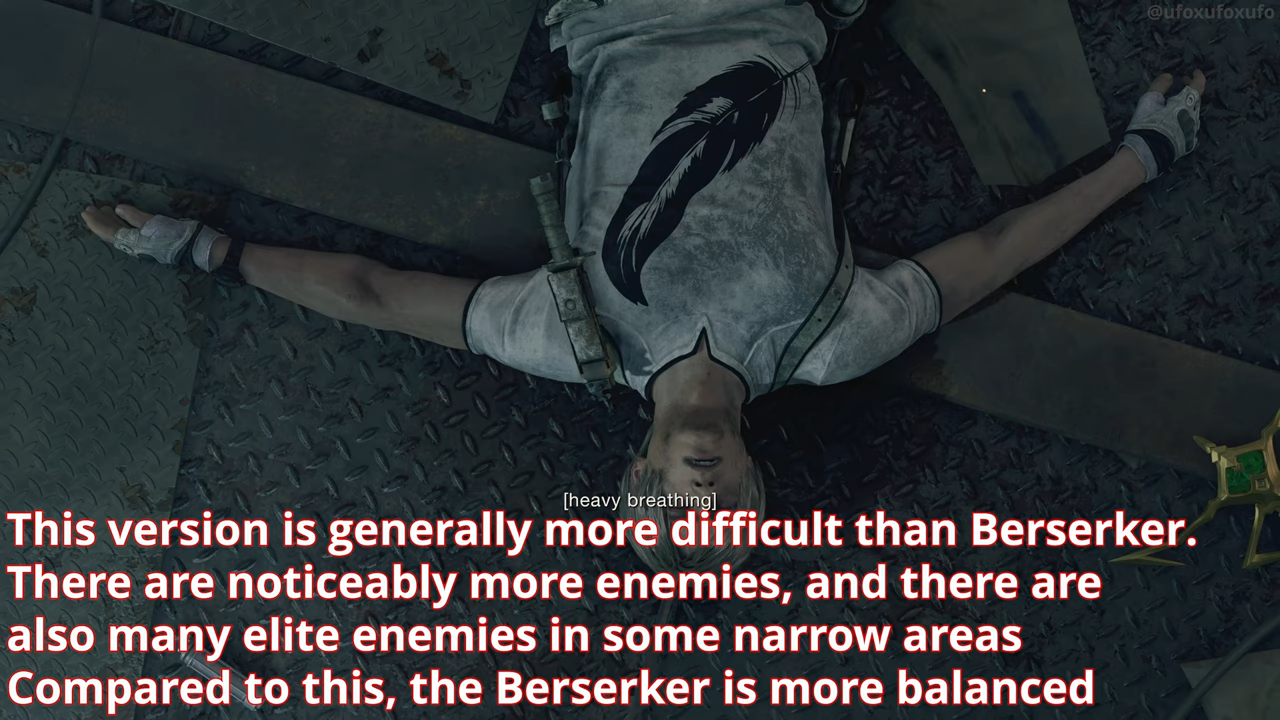 @ufoxufoxufo
[heavy breathing]
This version is generally more difficult than Berserker.
There are noticeably more enemies, and there are
also many elite enemies in some narrow areas
Compared to this, the Berserker is more balanced